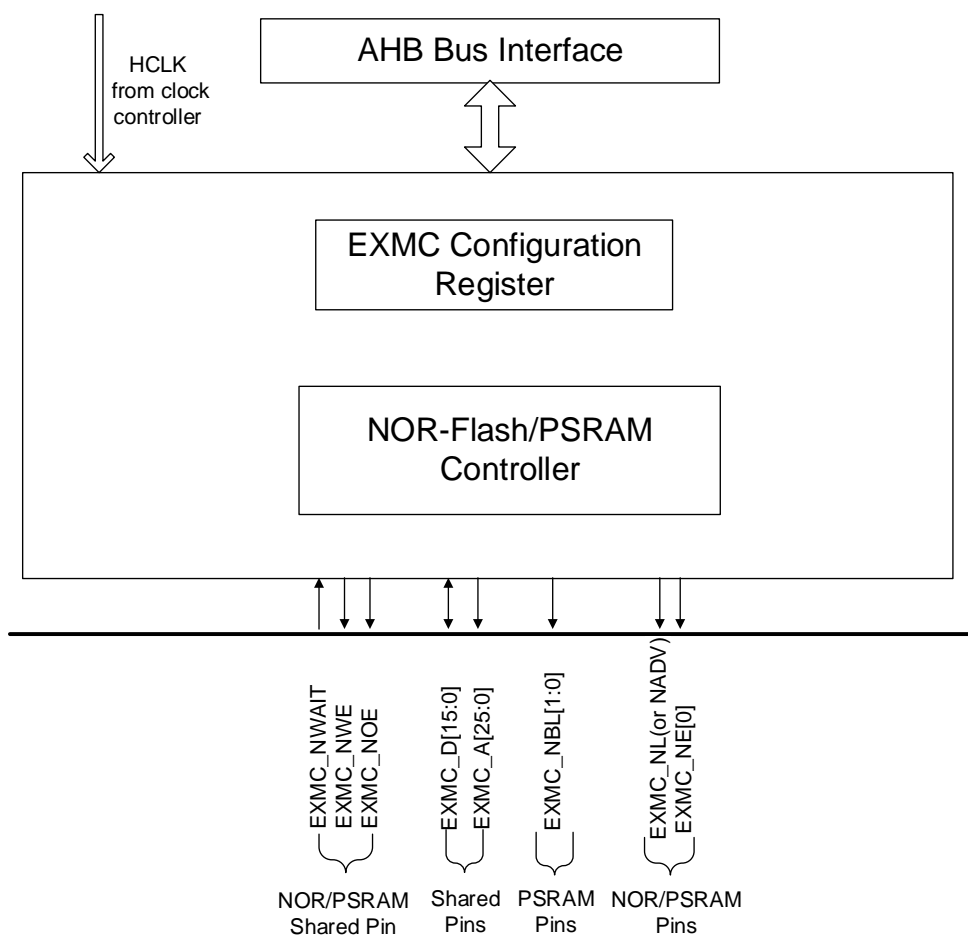 HCLK
from clock
controller
AHB Bus Interface
EXMC Configuration
Register
NOR-Flash/PSRAM
Controller
EXMC_NWAIT
EXMC_NWE
EXMC_NOE
EXMC_D[15:0]
EXMC_A[25:0]
EXMC_NBL[1:0]
EXMC_NL(or NADV)
EXMC_NE[0]
NOR/PSRAM
Shared Pin
Shared
Pins
PSRAM
Pins
NOR/PSRAM
Pins